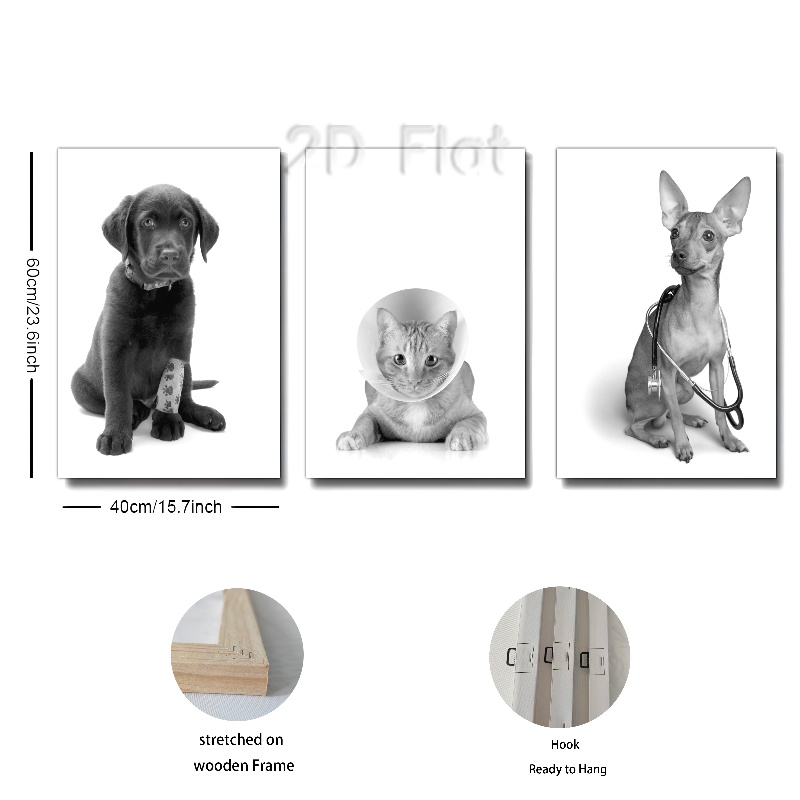 2D Flat
60cm/23.6inch
40cm/15.7inch
stretched on
wooden Frame
Hook
Ready to Hang